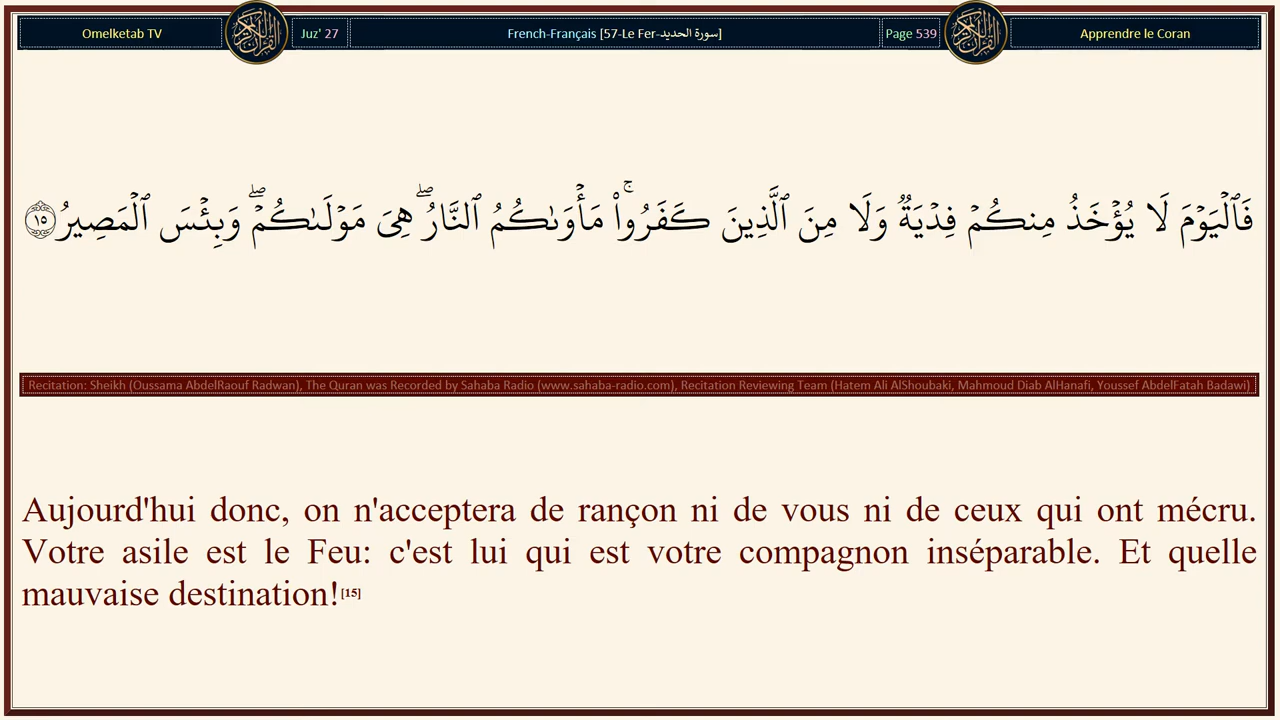 Omelketab TV
Juz' 27
French-Français [57-Le Fer-سورة الحديد]
Page 539
Apprendre le Coran
فَٱلۡيَوۡمَ لَا يُؤۡخَذُ مِنكُمۡ فِدۡيَةٞ وَلَا مِنَ ٱلَّذِينَ كَفَرُواْۚ مَأۡوَىٰكُمُ ٱلنَّارُۖ هِيَ مَوۡلَىٰكُمۡۖ وَبِئۡسَ ٱلۡمَصِيرُ ١٥
Recitation: Sheikh (Oussama AbdelRaouf Radwan), The Quran was Recorded by Sahaba Radio (www.sahaba-radio.com), Recitation Reviewing Team (Hatem Ali AlShoubaki, Mahmoud Diab AlHanafi, Youssef AbdelFatah Badawi)
Aujourd'hui donc, on n'acceptera de rançon ni de vous ni de ceux qui ont mécru.
Votre asile est le Feu: c'est lui qui est votre compagnon inséparable. Et quelle
mauvaise destination![15]